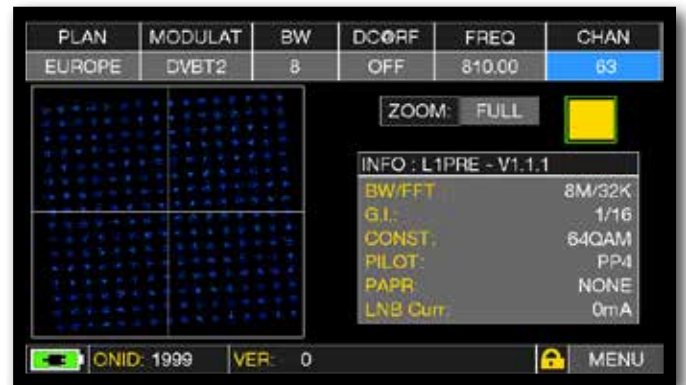 PLAN MODULAT BW DC@RF FREQ CHAN
EUROPE DVBT2 8 OFF 810.00 63
ZOOM: FULL
INFO : L1PRE - V1.1.1
BW/FFT 8M/32K
G.I.: 1/16
CONST: 64QAM
PILOT: PP4
PAPR NONE
LNB Curr: 0mA
ONID: 1999 VER: 0 MENU